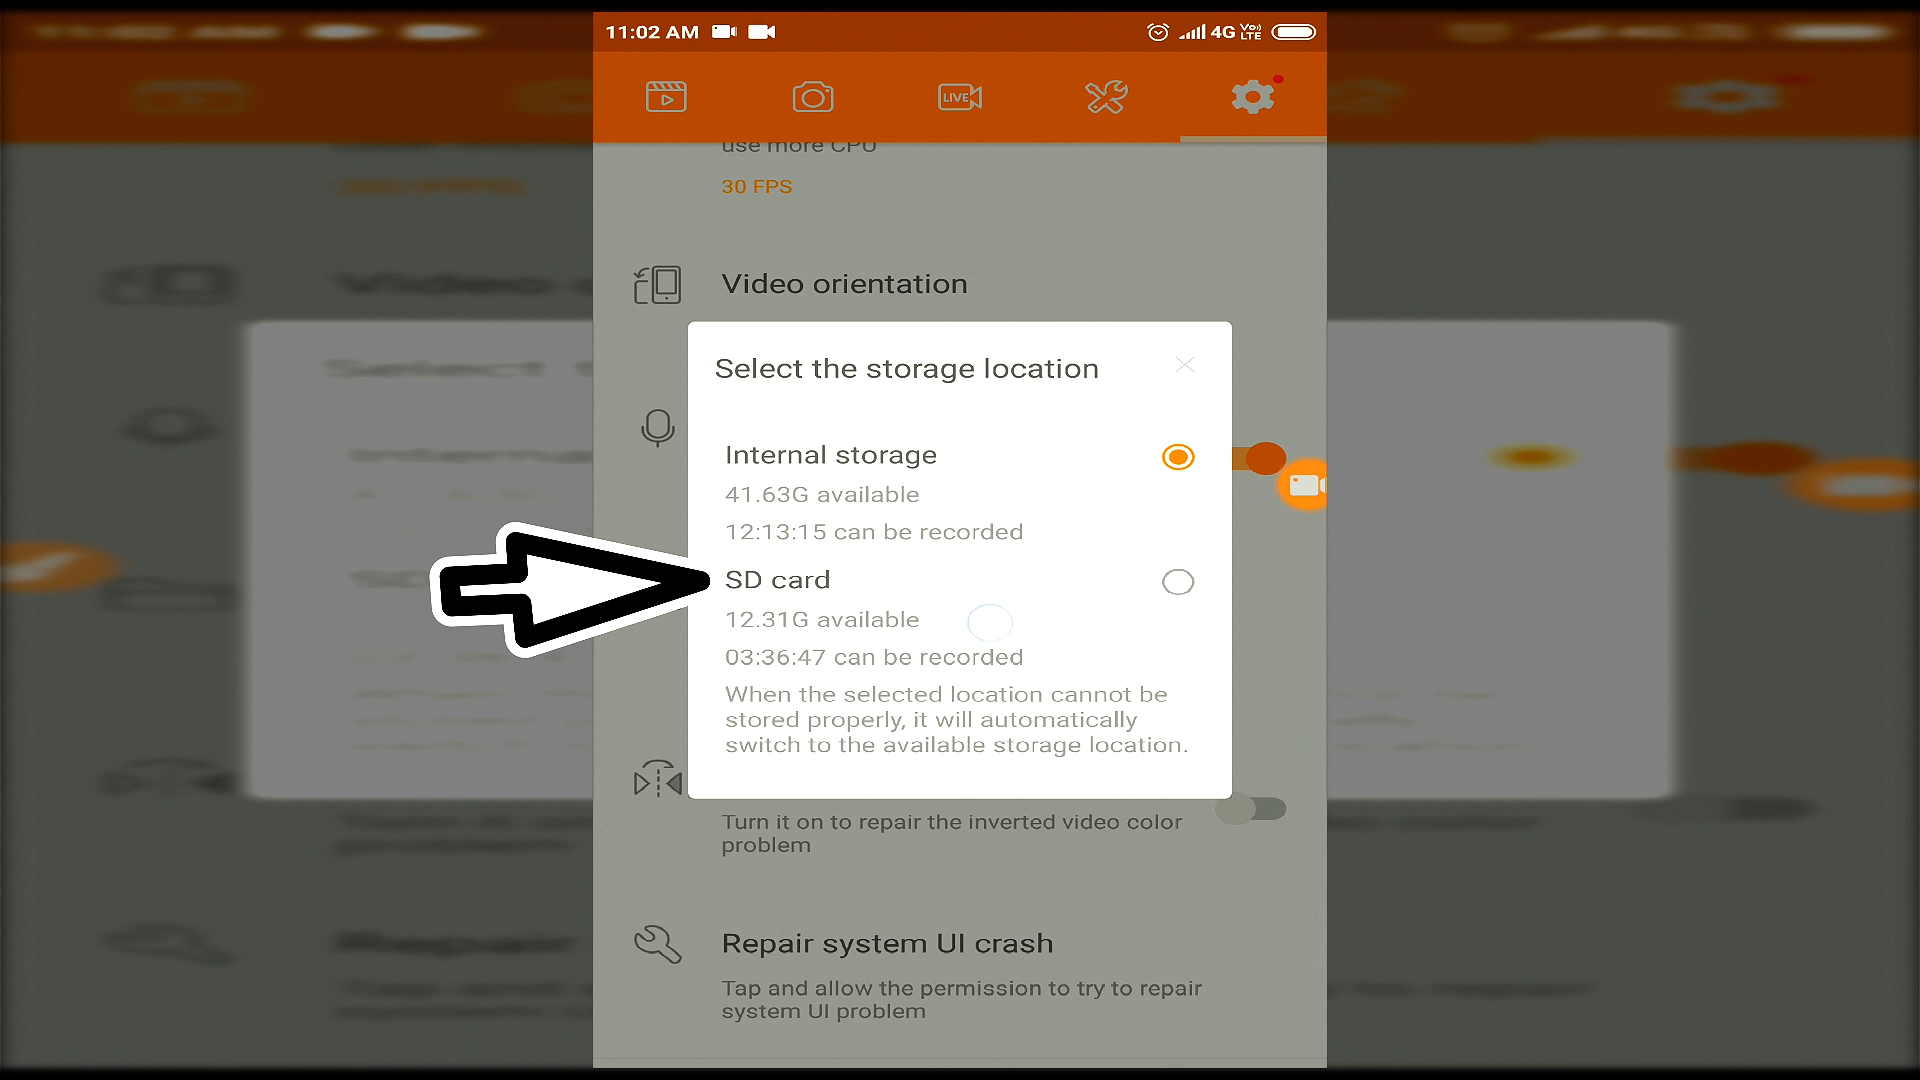 11:02 AM
4G Vo) LTE
LIVE
use more CPU
30 FPS
Video orientation
Select the storage location
Internal storage
41.63G available
12:13:15 can be recorded
SD card
12.31G available
03:36:47 can be recorded
When the selected location cannot be
stored properly, it will automatically
switch to the available storage location.
Turn it on to repair the inverted video color
problem
Repair system UI crash
Tap and allow the permission to try to repair
system UI problem